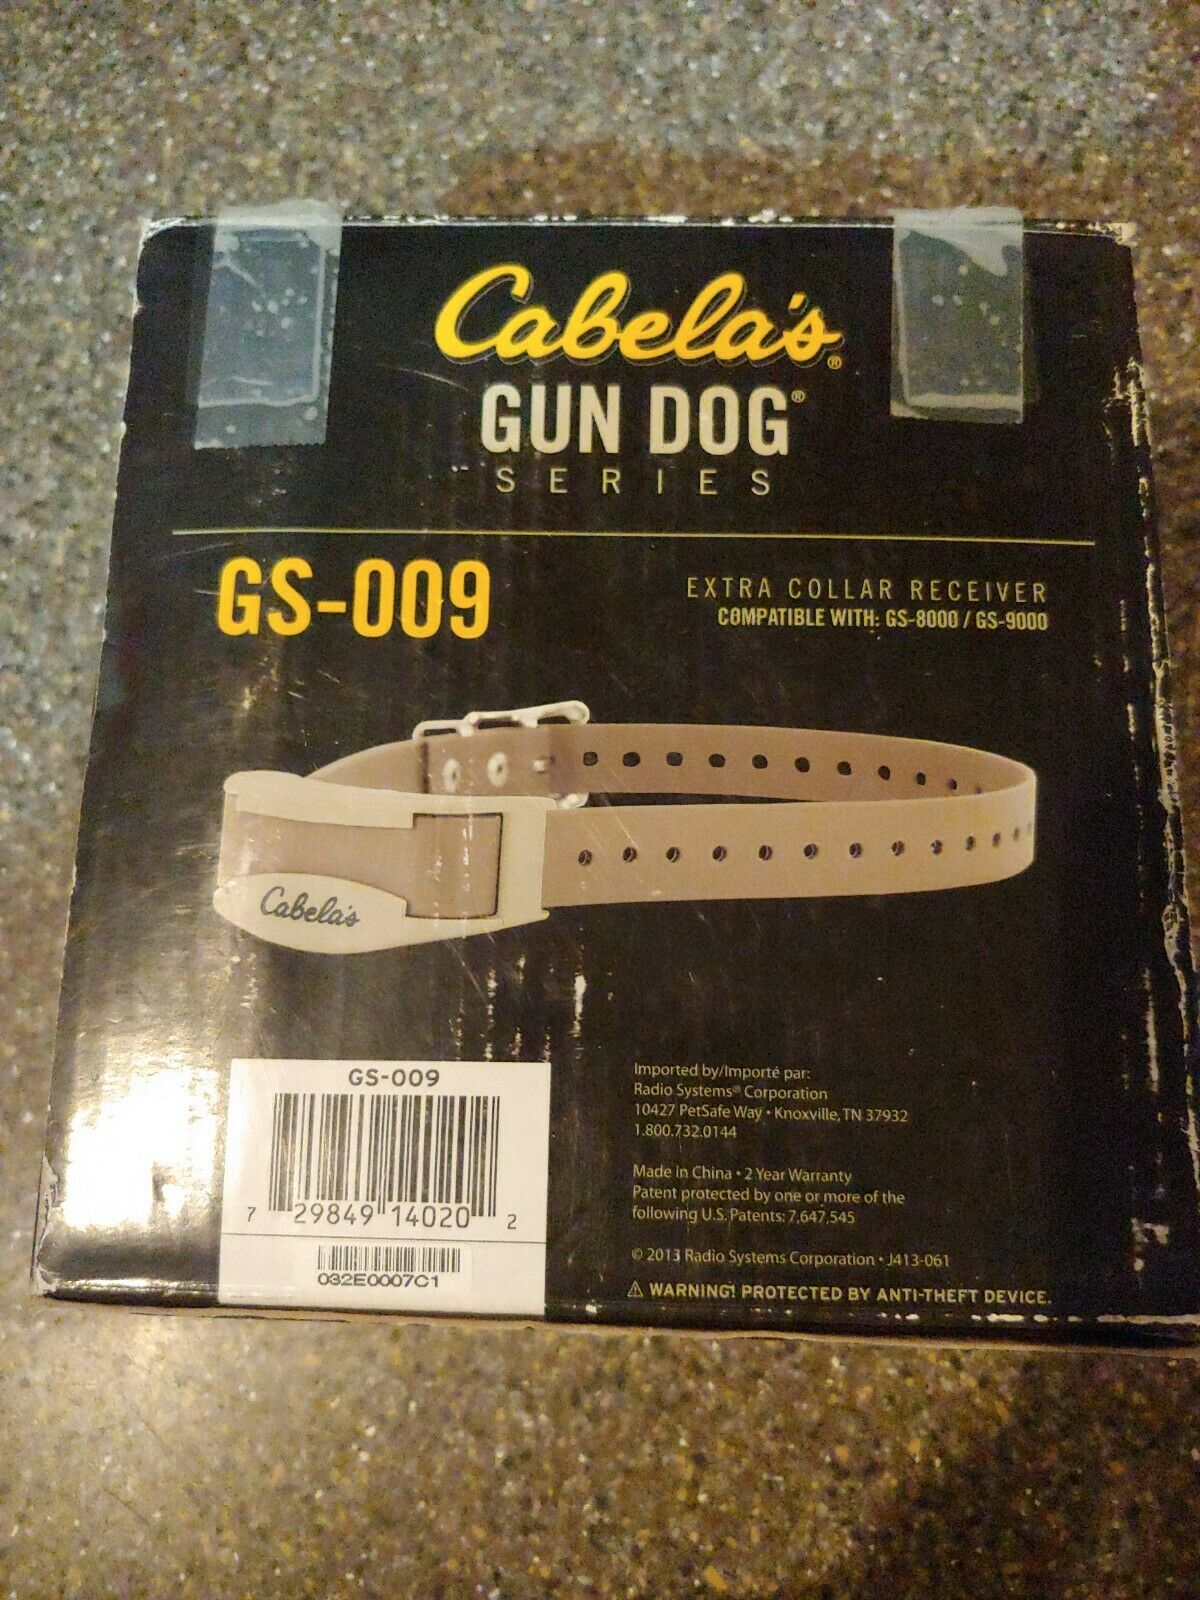 Cabela's®
GUN DOG®
SERIES
GS-009
EXTRA COLLAR RECEIVER
COMPATIBLE WITH: GS-8000 / GS-9000
Cabela's
GS-009
7 29849 14020 2
032E0007C1
Imported by/Importé par:
Radio Systems® Corporation
10427 PetSafe Way • Knoxville, TN 37932
1.800.732.0144
Made in China • 2 Year Warranty
Patent protected by one or more of the
following U.S. Patents: 7,647,545
© 2013 Radio Systems Corporation • J413-061
⚠ WARNING! PROTECTED BY ANTI-THEFT DEVICE.